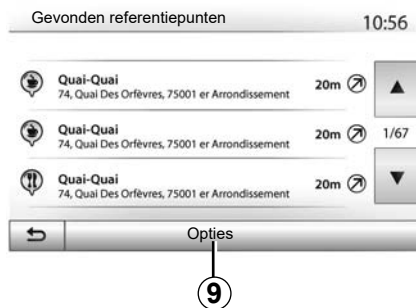 Gevonden referentiepunten 10:56
Quai-Quai
74, Quai Des Orfèvres, 75001 er Arrondissement 20m
Quai-Quai
74, Quai Des Orfèvres, 75001 er Arrondissement 20m 1/67
Quai-Quai
74, Quai Des Orfèvres, 75001 er Arrondissement 20m
Opties
9